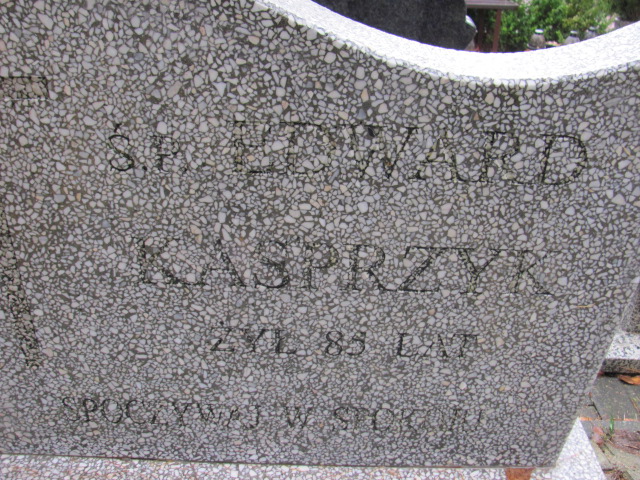 Ś.P. EDWARD
KASPRZYK
ŻYŁ 85 LAT
SPOCZYWAJ W SPOKOJU